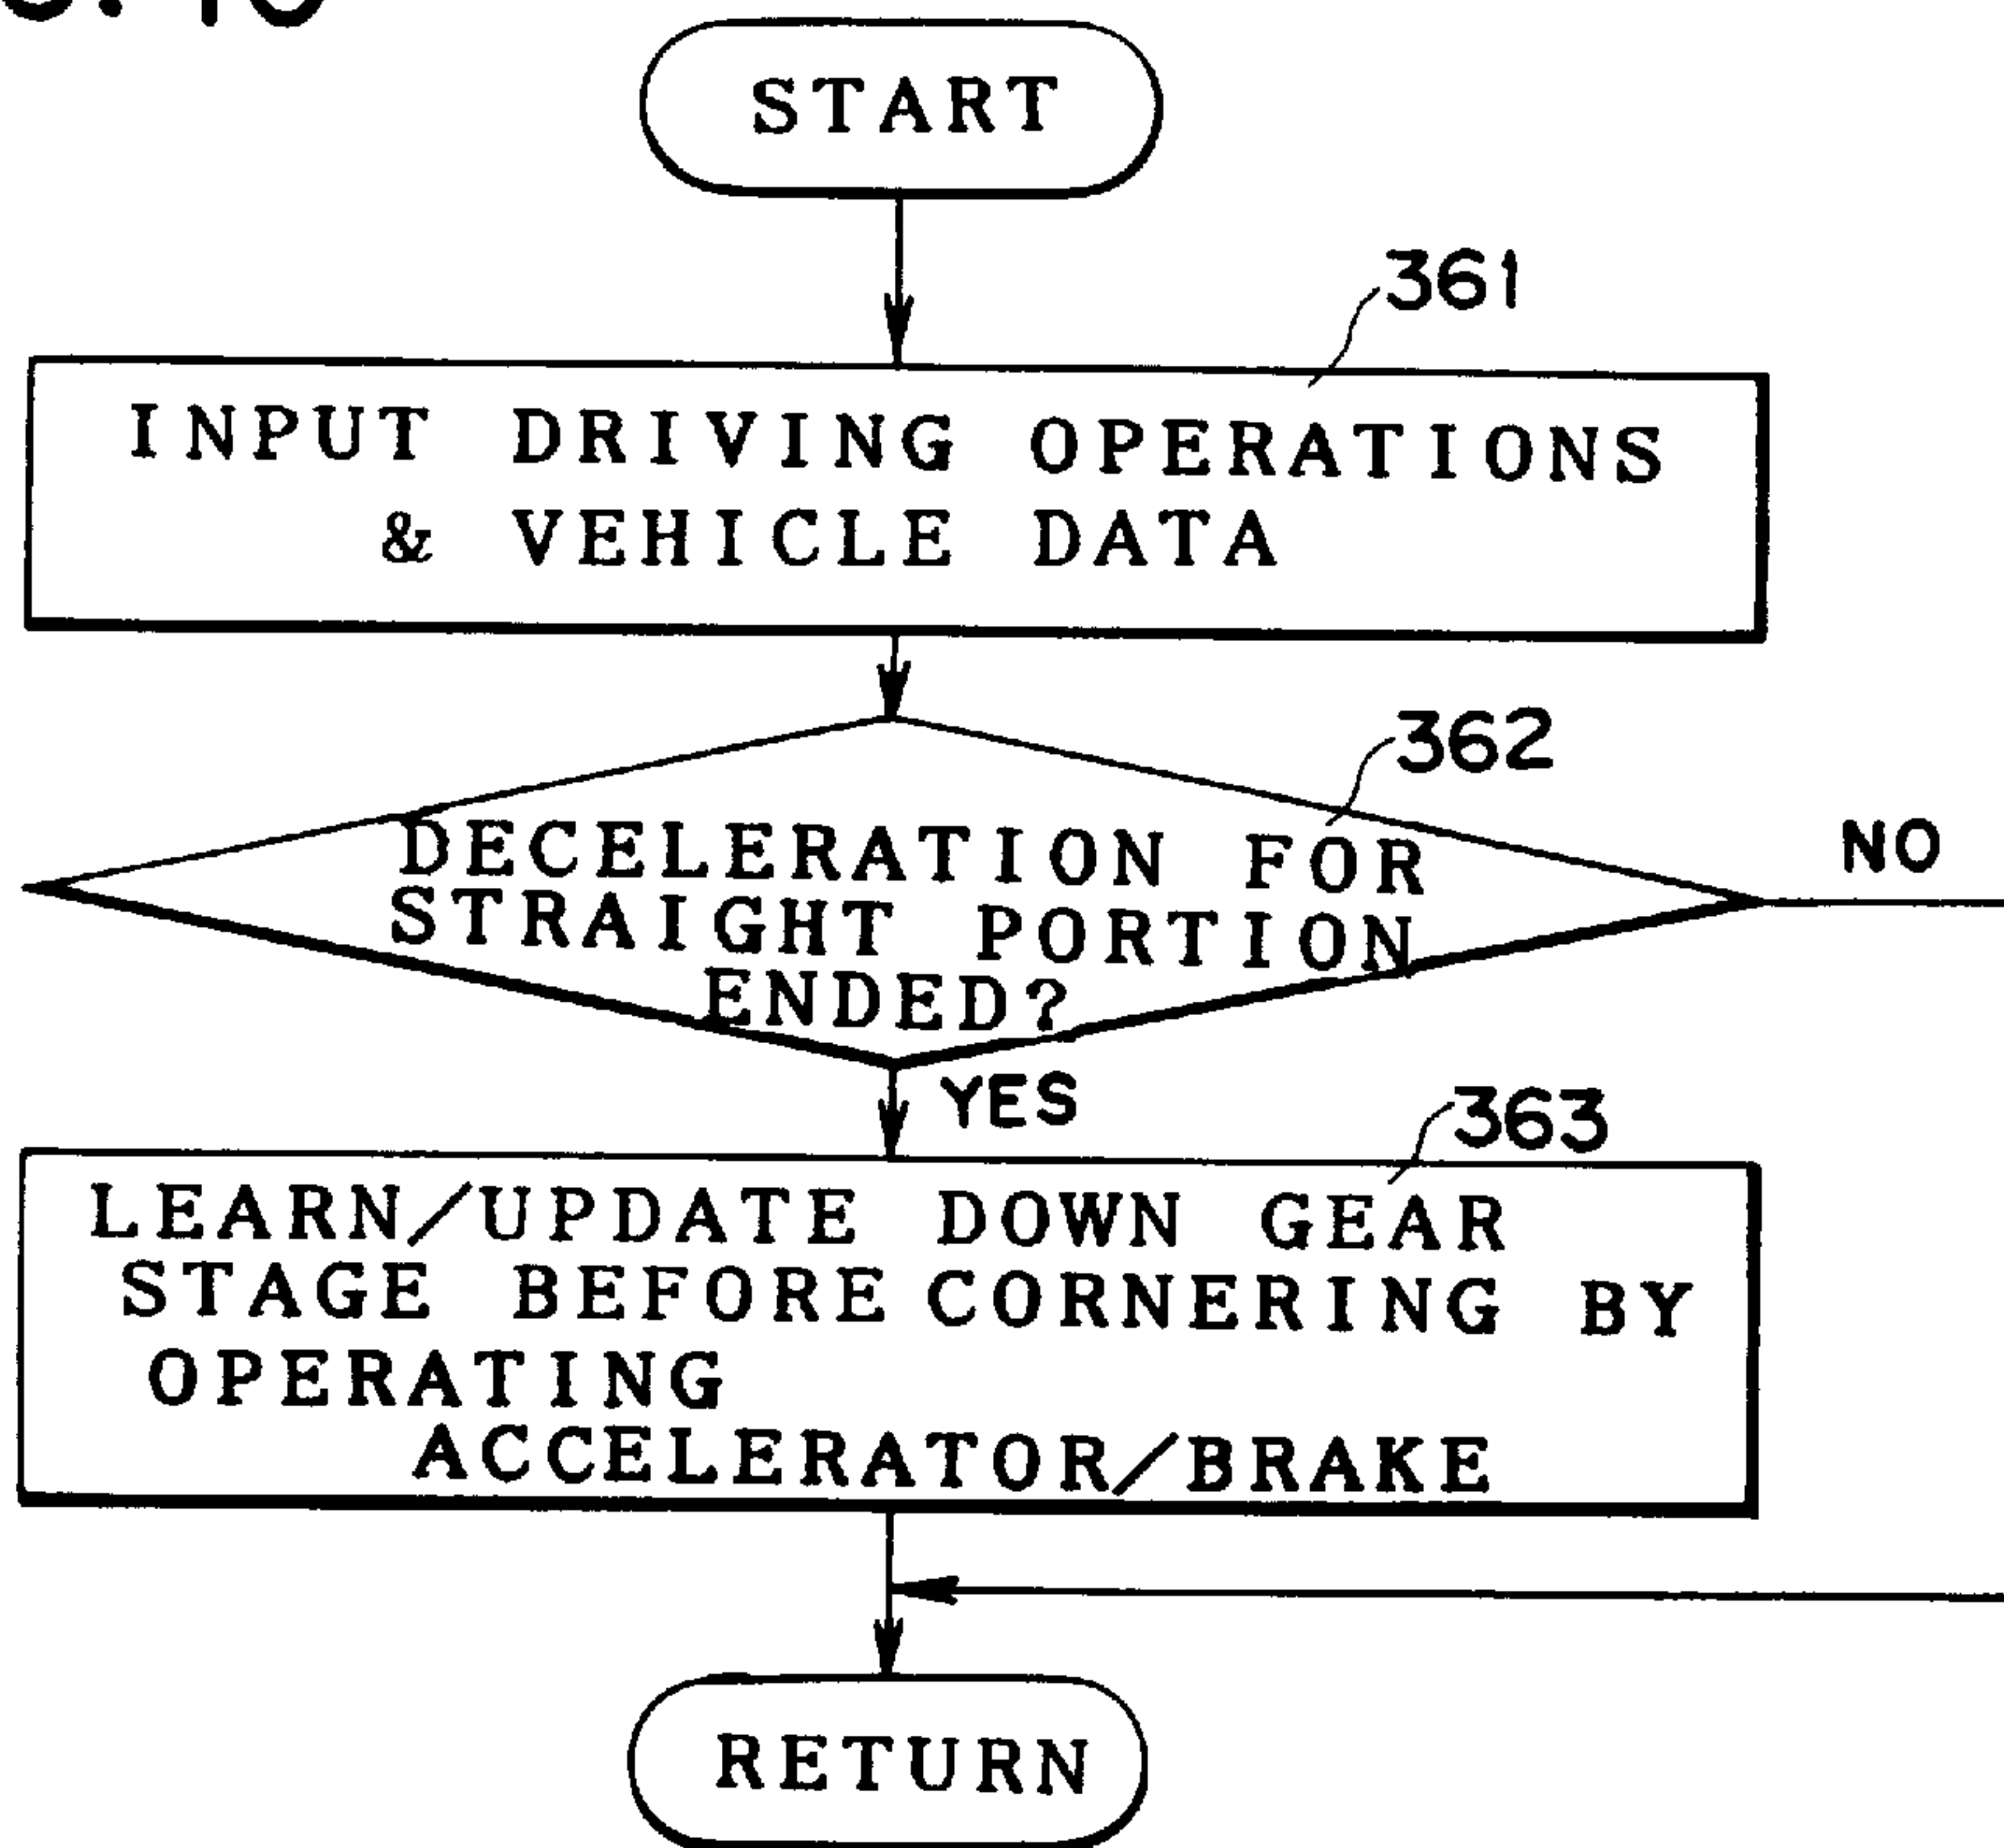 START
361
INPUT DRIVING OPERATIONS
& VEHICLE DATA
362
DECELERATION FOR
STRAIGHT PORTION
ENDED?
NO
YES
363
LEARN/UPDATE DOWN GEAR
STAGE BEFORE CORNERING BY
OPERATING
ACCELERATOR/BRAKE
RETURN